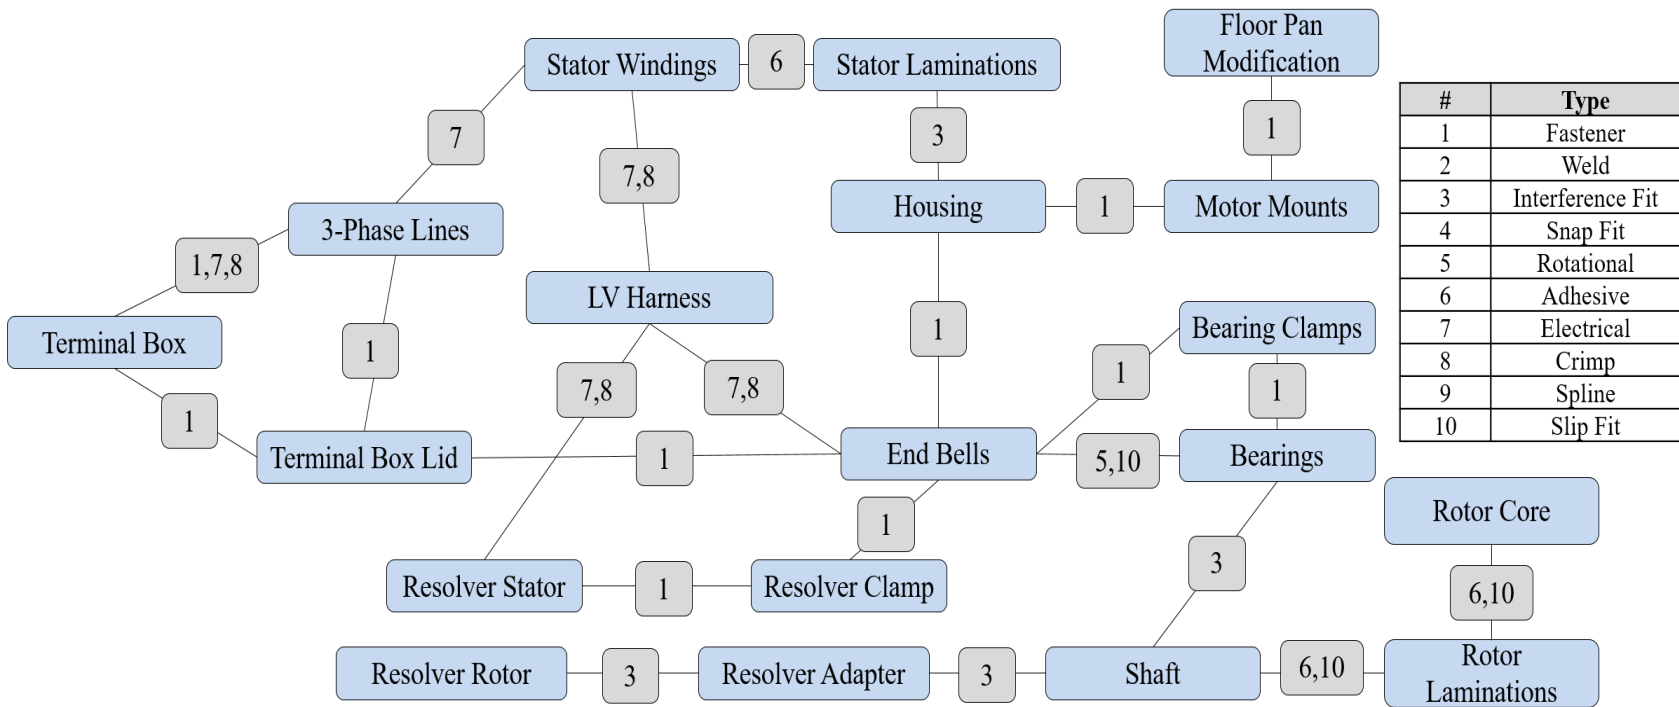 Floor Pan
Modification
Stator Windings
6
Stator Laminations
# Type
1 Fastener
2 Weld
3 Interference Fit
4 Snap Fit
5 Rotational
6 Adhesive
7 Electrical
8 Crimp
9 Spline
10 Slip Fit
7
3
1
7,8
Housing
1
Motor Mounts
3-Phase Lines
1,7,8
LV Harness
Terminal Box
1
1
Bearing Clamps
7,8
7,8
1
1
1
Terminal Box Lid
1
End Bells
5,10
Bearings
Rotor Core
1
3
Resolver Stator
1
Resolver Clamp
6,10
Resolver Rotor
3
Resolver Adapter
3
Shaft
6,10
Rotor
Laminations